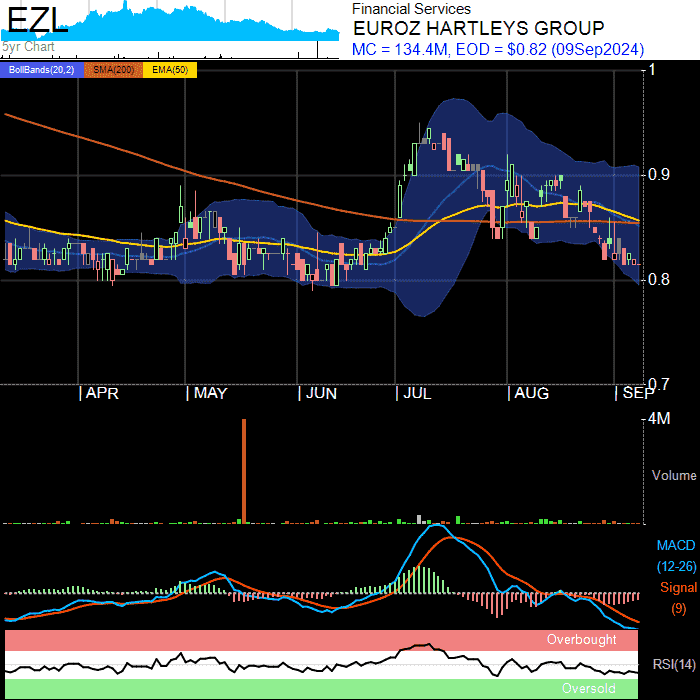 EZL
5yr Chart
Financial Services
EUROZ HARTLEYS GROUP
MC = 134.4M, EOD = $0.82 (09Sep2024)
BollBands(20,2) SMA(200) EMA(50)
1
0.9
0.8
0.7
APR MAY JUN JUL AUG SEP
4M
Volume
MACD
(12-26)
Signal
(9)
Overbought
RSI(14)
Oversold